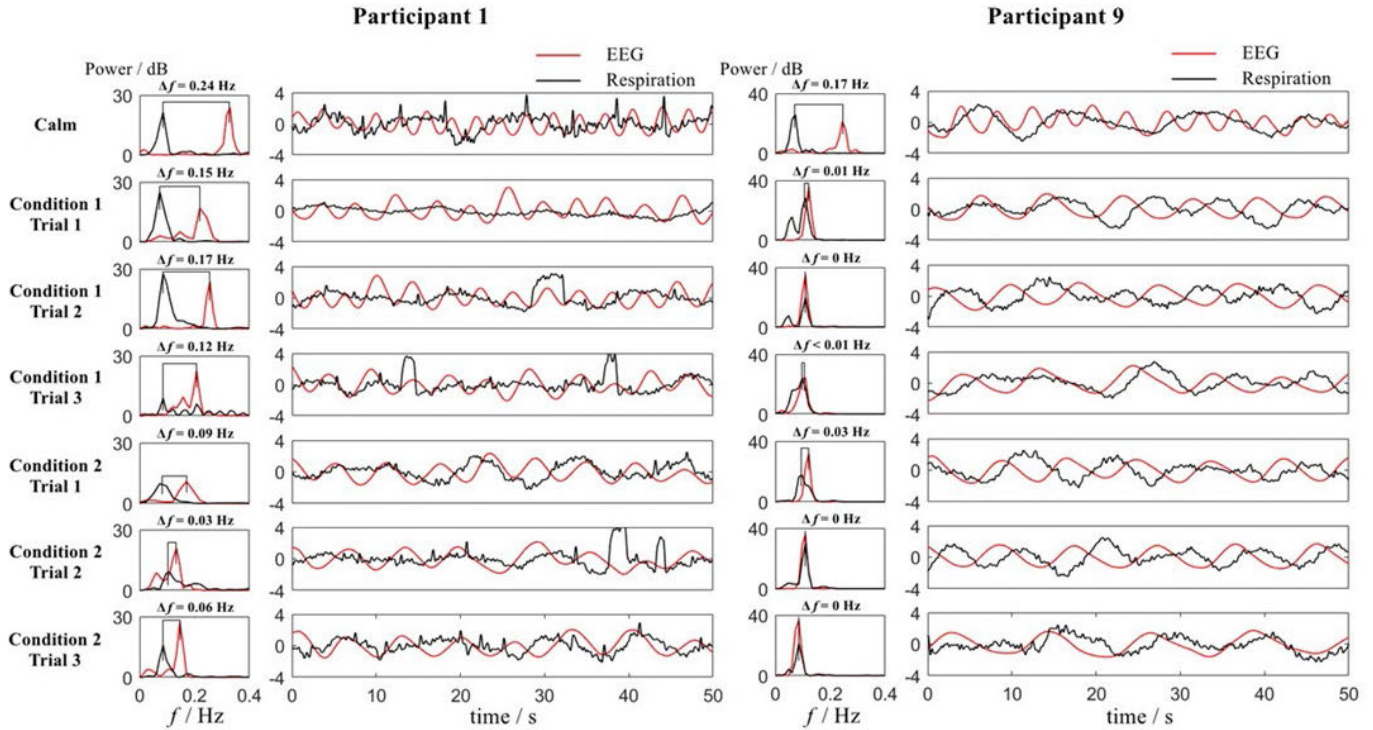 Participant 1 Participant 9
EEG EEG
Respiration Respiration
Power / dB Power / dB
Δf = 0.24 Hz Δf = 0.17 Hz
Calm
30 0 4 0 -4 40 20 0 4 0 -4
Δf = 0.15 Hz Δf = 0.01 Hz
Condition 1
Trial 1
30 0 4 0 -4 40 0 4 0 -4
Δf = 0.17 Hz Δf = 0 Hz
Condition 1
Trial 2
30 0 4 0 -4 40 0 4 0 -4
Δf = 0.12 Hz Δf < 0.01 Hz
Condition 1
Trial 3
30 0 4 0 -4 40 0 4 0 -4
Δf = 0.09 Hz Δf = 0.03 Hz
Condition 2
Trial 1
30 0 4 0 -4 40 0 4 0 -4
Δf = 0.03 Hz Δf = 0 Hz
Condition 2
Trial 2
30 0 4 0 -4 40 0 4 0 -4
Δf = 0.06 Hz Δf = 0 Hz
Condition 2
Trial 3
30 0 4 0 -4 40 0 4 0 -4
0 0.2 0.4 0 10 20 30 40 50 0 0.2 0.4 0 10 20 30 40 50
f / Hz time / s f / Hz time / s